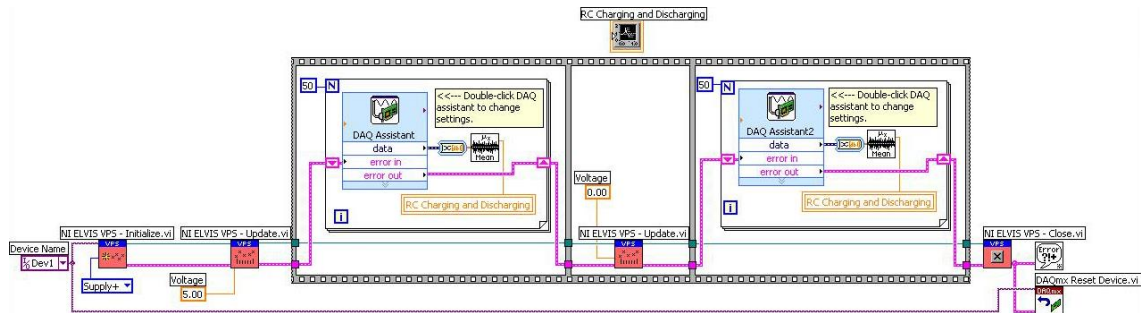 RC Charging and Discharging
50
N
<<--- Double-click DAQ
assistant to change
settings.
DAQ Assistant
data
error in
error out
Mean
RC Charging and Discharging
i
50
N
<<--- Double-click DAQ
assistant to change
settings.
DAQ Assistant2
data
error in
error out
Mean
RC Charging and Discharging
i
Voltage
0.00
NI ELVIS VPS - Initialize.vi
NI ELVIS VPS - Update.vi
NI ELVIS VPS - Update.vi
NI ELVIS VPS - Close.vi
VPS
VPS
VPS
VPS
Device Name
Dev1
Supply+
Voltage
5.00
Error
?!+
DAQmx Reset Device.vi
DAQmx